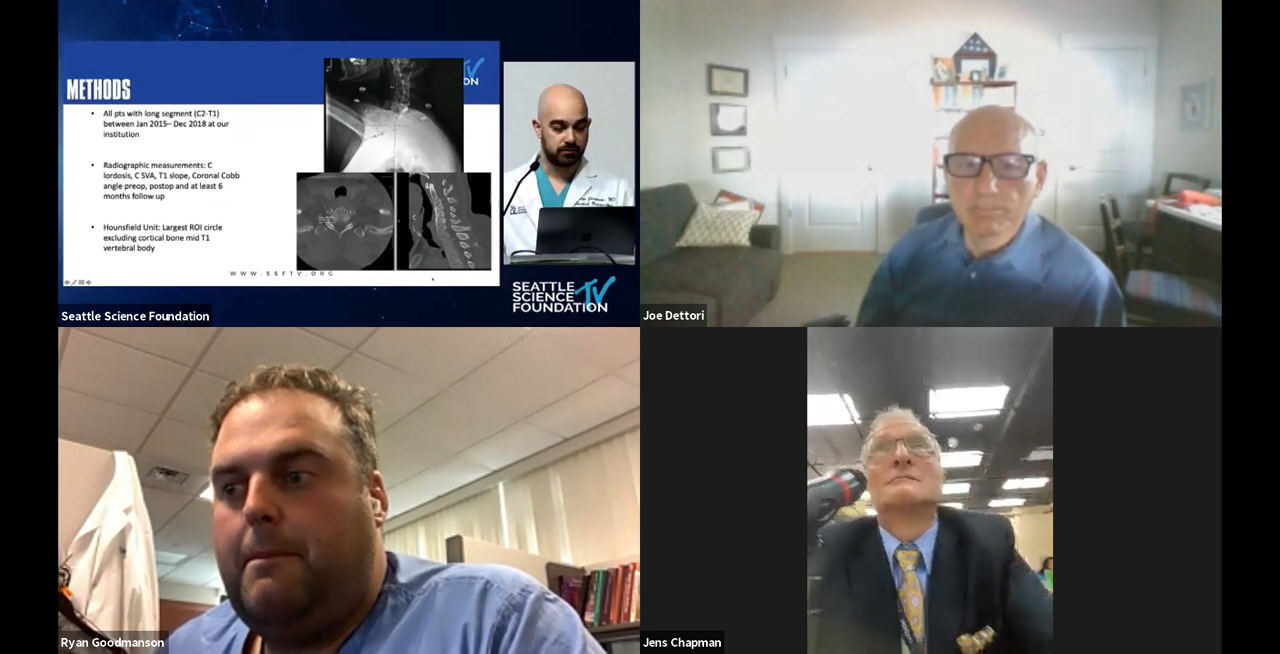 METHODS
TV
ON
• All pts with long segment (C2-T1)
between Jan 2015– Dec 2018 at our
institution
• Radiographic measurements: C
lordosis, C SVA, T1 slope, Coronal Cobb
angle preop, postop and at least 6
months follow up
• Hounsfield Unit: Largest ROI circle
excluding cortical bone mid T1
vertebral body
WWW.SSFTV.ORG
SEATTLE
SCIENCE TV
FOUNDATION
Seattle Science Foundation
Joe Dettori
Ryan Goodmanson
Jens Chapman